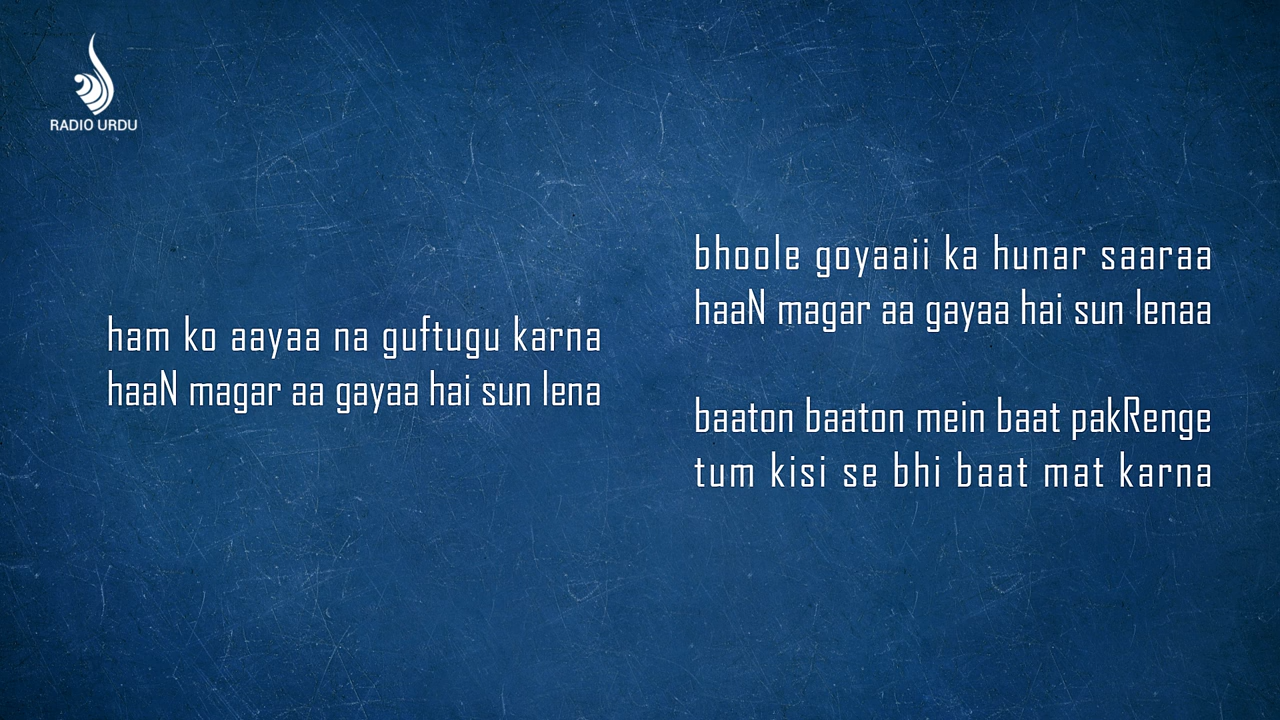 RADIO URDU
ham ko aayaa na guftugu karna
haaN magar aa gayaa hai sun lena
bhoole goyaaii ka hunar saaraa
haaN magar aa gayaa hai sun lenaa
baaton baaton mein baat pakRenge
tum kisi se bhi baat mat karna